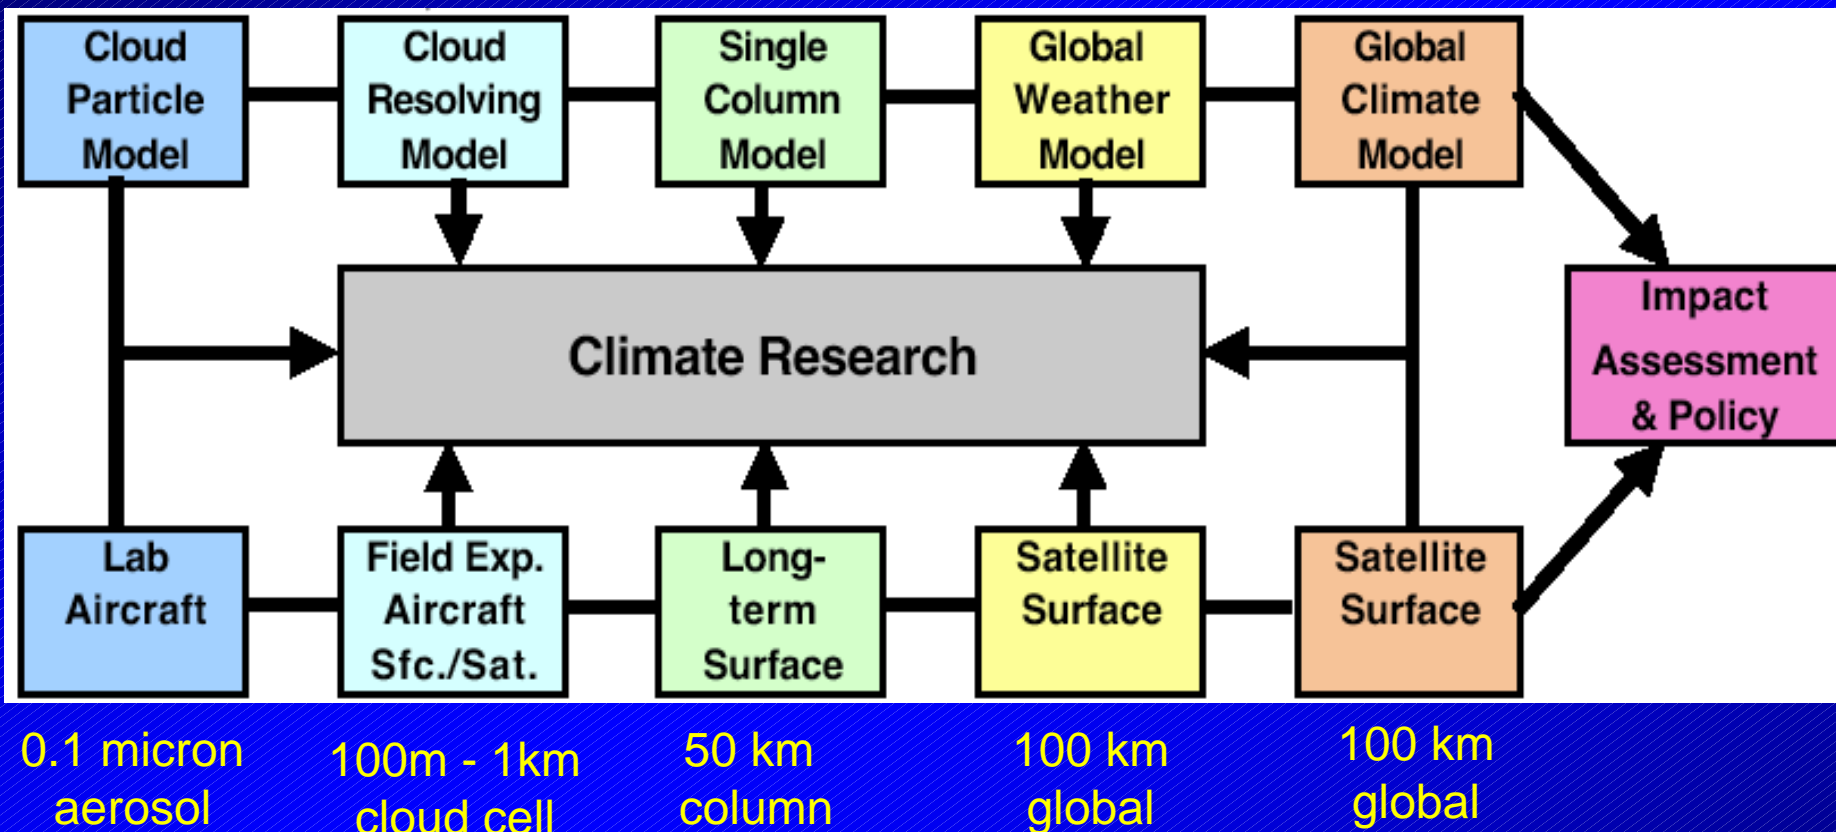 Cloud
Particle
Model
Cloud
Resolving
Model
Single
Column
Model
Global
Weather
Model
Global
Climate
Model
Climate Research
Impact
Assessment
& Policy
Lab
Aircraft
Field Exp.
Aircraft
Sfc./Sat.
Long-
term
Surface
Satellite
Surface
Satellite
Surface
0.1 micron
aerosol
100m - 1km
cloud cell
50 km
column
100 km
global
100 km
global